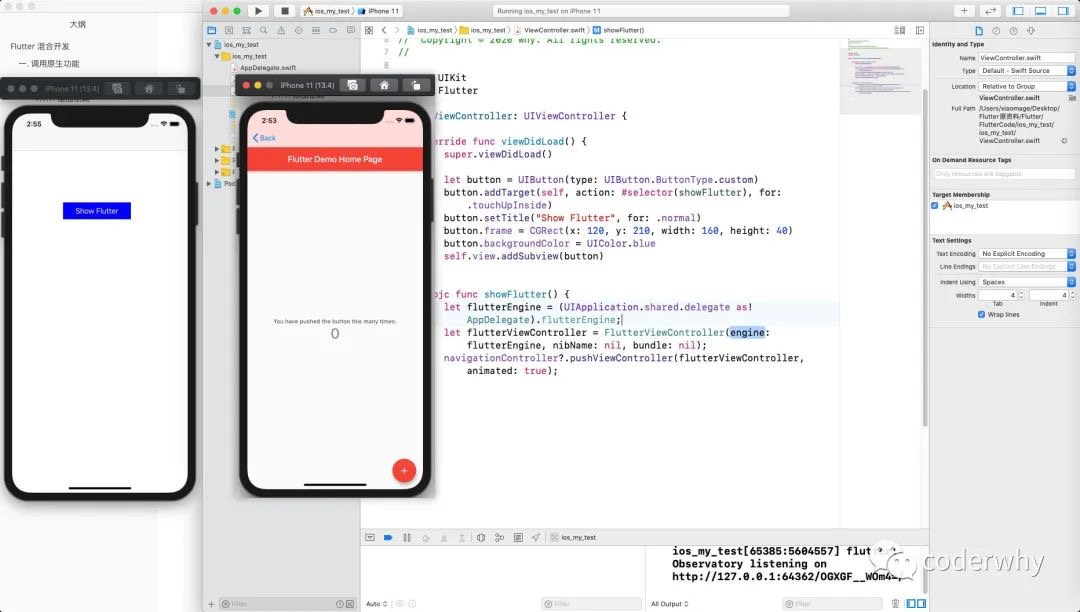 Running ios_my_test on iPhone 11
ios_my_test
iPhone 11
大纲
Flutter 混合开发
一. 调用原生功能
iPhone 11 (13.4)
2:55
Show Flutter
ios_my_test
ios_my_test
AppDelegate.swift
iPhone 11 (13.4)
2:53
Back
Flutter Demo Home Page
You have pushed the button this many times:
0
+
ios_my_test
ios_my_test
ViewController.swift
showFlutter()
// Copyright © 2020 why. All rights reserved.
7 //
8
UIKit
Flutter
iewController: UIViewController {
erride func viewDidLoad() {
super.viewDidLoad()
let button = UIButton(type: UIButton.ButtonType.custom)
button.addTarget(self, action: #selector(showFlutter), for:
.touchUpInside)
button.setTitle("Show Flutter", for: .normal)
button.frame = CGRect(x: 120, y: 210, width: 160, height: 40)
button.backgroundColor = UIColor.blue
self.view.addSubview(button)
bjc func showFlutter() {
let flutterEngine = (UIApplication.shared.delegate as!
AppDelegate).flutterEngine;
let flutterViewController = FlutterViewController(engine:
flutterEngine, nibName: nil, bundle: nil);
navigationController?.pushViewController(flutterViewController,
animated: true);
Identity and Type
Name ViewController.swift
Type Default - Swift Source
Location Relative to Group
ViewController.swift
Full Path /Users/xiaomage/Desktop/
Flutter原资料/Flutter/
FlutterCode/ios_my_test/
ios_my_test/
ViewController.swift
On Demand Resource Tags
Only resources are taggable
Target Membership
ios_my_test
Text Settings
Text Encoding No Explicit Encoding
Line Endings No Explicit Line Endings
Indent Using Spaces
Widths 4 4
Tab Indent
Wrap lines
ios_my_test
ios_my_test[65385:5604557]
Observatory listening on
http://127.0.0.1:64362/OGXGF__WOm4
Filter
Auto
Filter
All Output
Filter
coderwhy